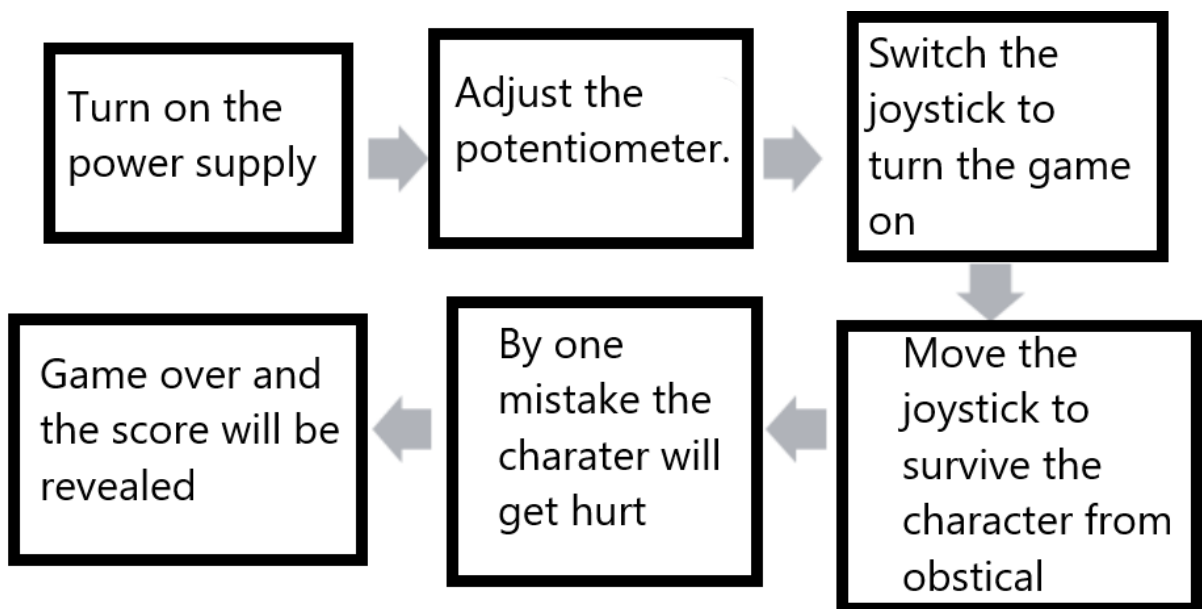 Turn on the
power supply
Adjust the
potentiometer.
Switch the
joystick to
turn the game
on
Move the
joystick to
survive the
character from
obstical
By one
mistake the
charater will
get hurt
Game over and
the score will be
revealed